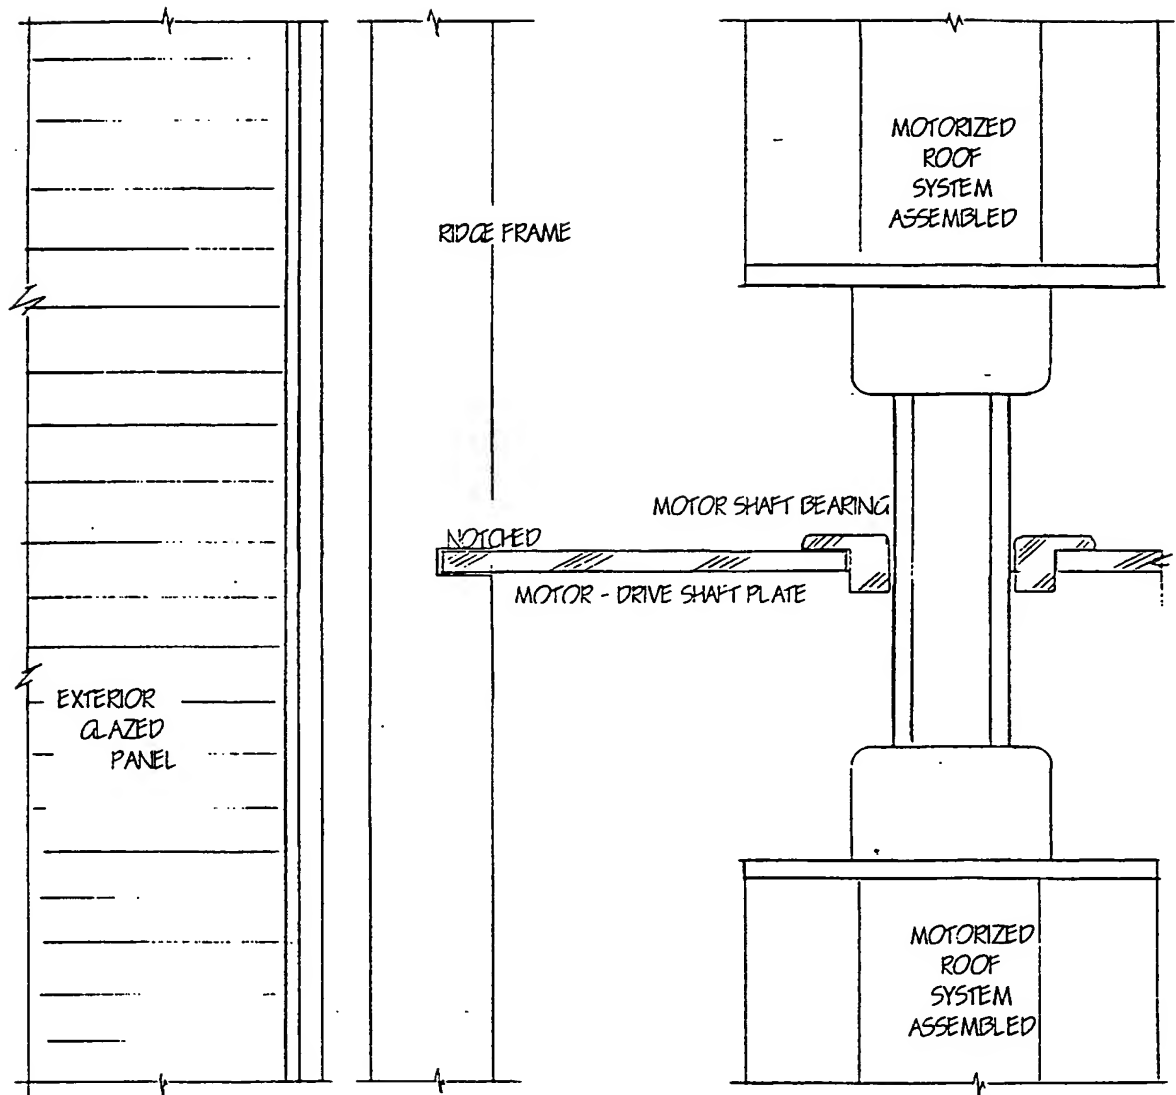 MOTORIZED
ROOF
SYSTEM
ASSEMBLED
RIDGE FRAME
MOTOR SHAFT BEARING
NOTCHED
MOTOR - DRIVE SHAFT PLATE
EXTERIOR
GLAZED
PANEL
MOTORIZED
ROOF
SYSTEM
ASSEMBLED